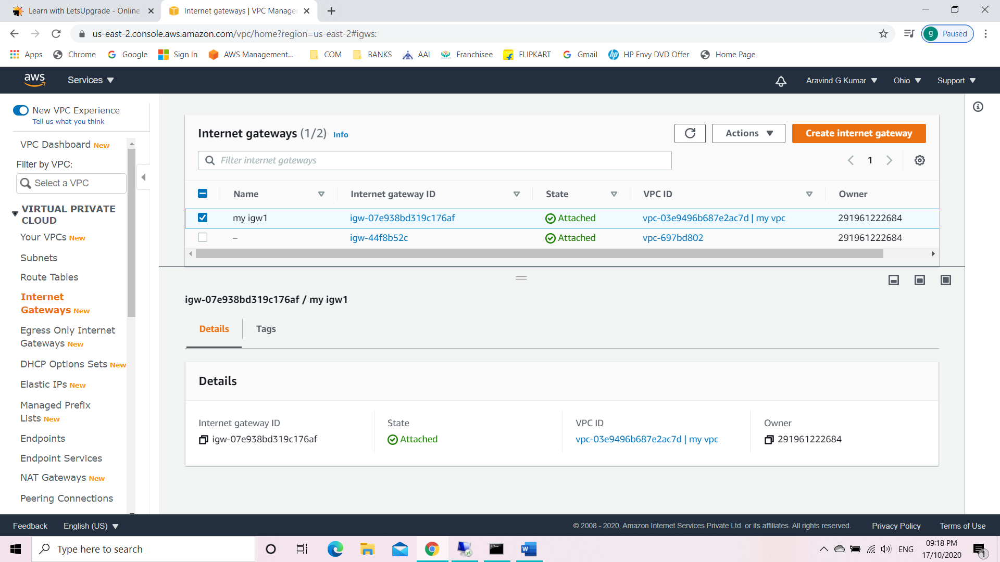 Learn with LetsUpgrade - Online
Internet gateways | VPC Manage
us-east-2.console.aws.amazon.com/vpc/home?region=us-east-2#igws:
g Paused
Apps Chrome Google Sign In AWS Management... COM BANKS AAI Franchisee FLIPKART Gmail HP Envy DVD Offer Home Page
aws Services Aravind G Kumar Ohio Support
New VPC Experience
Tell us what you think
VPC Dashboard New
Filter by VPC:
Select a VPC
VIRTUAL PRIVATE
CLOUD
Your VPCs New
Subnets
Route Tables
Internet
Gateways New
Egress Only Internet
Gateways New
DHCP Options Sets New
Elastic IPs New
Managed Prefix
Lists New
Endpoints
Endpoint Services
NAT Gateways New
Peering Connections
Internet gateways (1/2) Info
Actions
Create internet gateway
Filter internet gateways
1
Name Internet gateway ID State VPC ID Owner
my igw1 igw-07e938bd319c176af Attached vpc-03e9496b687e2ac7d | my vpc 291961222684
– igw-44f8b52c Attached vpc-697bd802 291961222684
igw-07e938bd319c176af / my igw1
Details Tags
Details
Internet gateway ID State VPC ID Owner
igw-07e938bd319c176af Attached vpc-03e9496b687e2ac7d | my vpc 291961222684
Feedback English (US) © 2008 - 2020, Amazon Internet Services Private Ltd. or its affiliates. All rights reserved. Privacy Policy Terms of Use
Type here to search
ENG
09:18 PM
17/10/2020
1